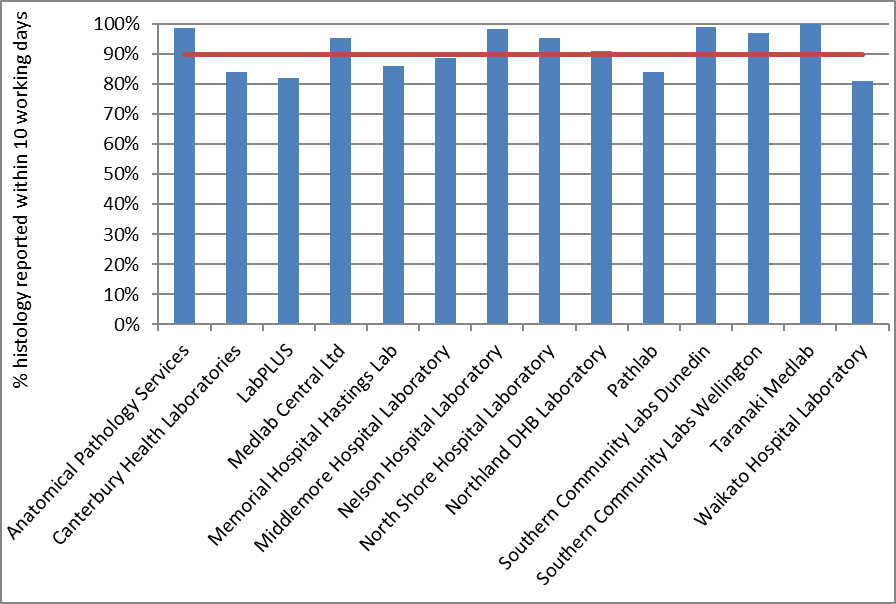 % histology reported within 10 working days
100%
90%
80%
70%
60%
50%
40%
30%
20%
10%
0%
Anatomical Pathology Services
Canterbury Health Laboratories
LabPLUS
Medlab Central Ltd
Memorial Hospital Hastings Lab
Middlemore Hospital Laboratory
Nelson Hospital Laboratory
North Shore Hospital Laboratory
Northland DHB Laboratory
Pathlab
Southern Community Labs Dunedin
Southern Community Labs Wellington
Taranaki Medlab
Waikato Hospital Laboratory